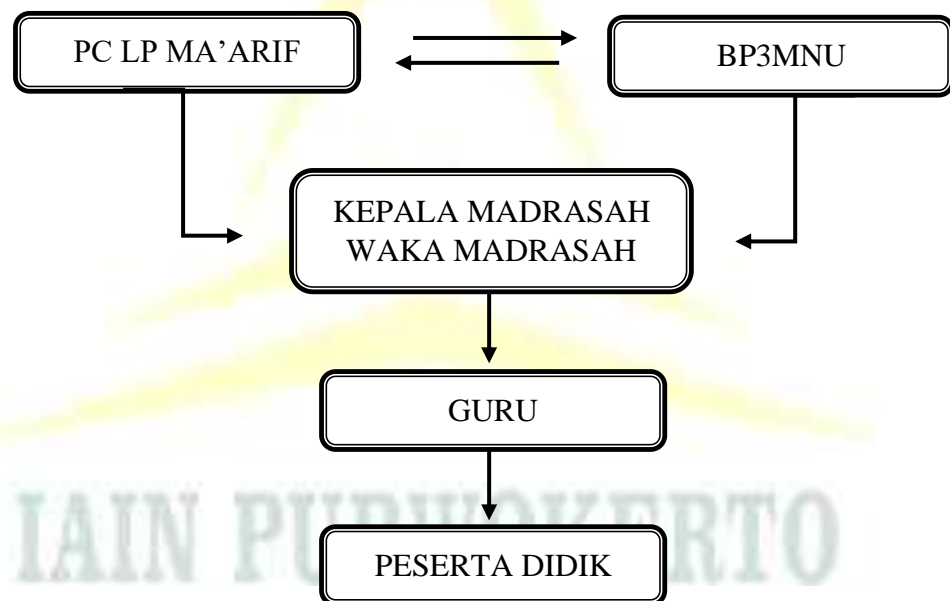 PC LP MA’ARIF
BP3MNU
KEPALA MADRASAH
WAKA MADRASAH
GURU
PESERTA DIDIK
IAIN PURWOKERTO